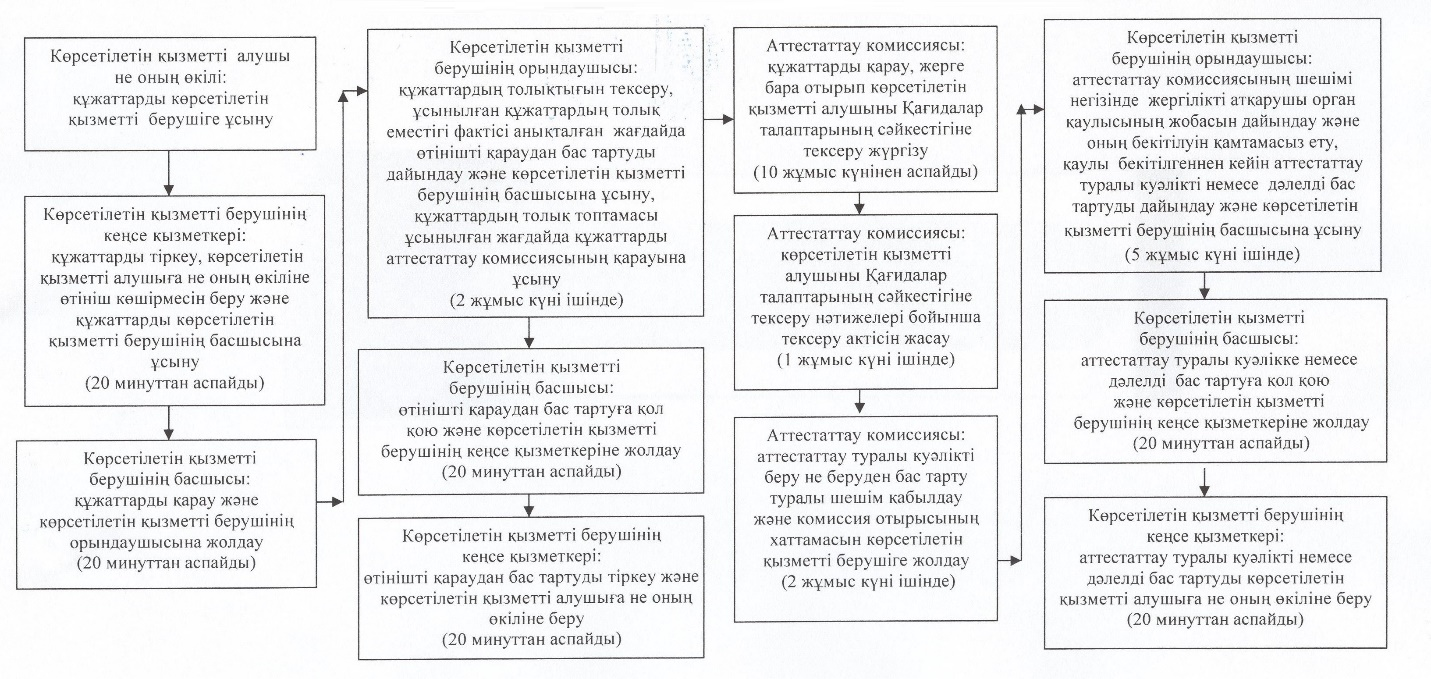 Көрсетілетін қызметті алушы
не оның өкілі:
құжаттарды көрсетілетін
қызметті берушіге ұсыну
Көрсетілетін қызметті берушінің
кеңсе қызметкері:
құжаттарды тіркеу, көрсетілетін
қызметті алушыға не оның өкіліне
өтініш көшірмесін беру және
құжаттарды көрсетілетін
қызметті берушінің басшысына
ұсыну
(20 минуттан аспайды)
Көрсетілетін қызметті
берушінің басшысы:
құжаттарды қарау және
көрсетілетін қызметті берушінің
орындаушысына жолдау
(20 минуттан аспайды)
Көрсетілетін қызметті
берушінің орындаушысы:
құжаттардың толықтығын тексеру,
ұсынылған құжаттардың толық
еместігі фактісі анықталған жағдайда
өтінішті қараудан бас тартуды
дайындау және көрсетілетін қызметті
берушінің басшысына ұсыну,
құжаттардың толық топтамасы
ұсынылған жағдайда құжаттарды
аттестаттау комиссиясының қарауына
ұсыну
(2 жұмыс күні ішінде)
Көрсетілетін қызметті
берушінің басшысы:
өтінішті қараудан бас тартуға қол
қою және көрсетілетін қызметті
берушінің кеңсе қызметкеріне жолдау
(20 минуттан аспайды)
Көрсетілетін қызметті берушінің
кеңсе қызметкері:
өтінішті қараудан бас тартуды тіркеу және
көрсетілетін қызметті алушыға не оның
өкіліне беру
(20 минуттан аспайды)
Аттестаттау комиссиясы:
құжаттарды қарау, жерге
бара отырып көрсетілетін
қызметті алушыны Қағидалар
талаптарының сәйкестігіне
тексеру жүргізу
(10 жұмыс күнінен аспайды)
Аттестаттау комиссиясы:
көрсетілетін қызметті
алушыны Қағидалар
талаптарының сәйкестігіне
тексеру нәтижелері бойынша
тексеру актісін жасау
(1 жұмыс күні ішінде)
Аттестаттау комиссиясы:
аттестаттау туралы куәлікті
беру не беруден бас тарту
туралы шешім қабылдау
және комиссия отырысының
хаттамасын көрсетілетін
қызметті берушіге жолдау
(2 жұмыс күні ішінде)
Көрсетілетін қызметті
берушінің орындаушысы:
аттестаттау комиссиясының шешімі
негізінде жергілікті атқарушы орган
қаулысының жобасын дайындау және
оның бекітілуін қамтамасыз ету,
қаулы бекітілгеннен кейін аттестаттау
туралы куәлікті немесе дәлелді бас
тартуды дайындау және көрсетілетін
қызметті берушінің басшысына ұсыну
(5 жұмыс күні ішінде)
Көрсетілетін қызметті
берушінің басшысы:
аттестаттау туралы куәлікке немесе
дәлелді бас тартуға қол қою
және көрсетілетін қызметті
берушінің кеңсе қызметкеріне жолдау
(20 минуттан аспайды)
Көрсетілетін қызметті берушінің
кеңсе қызметкері:
аттестаттау туралы куәлікті немесе
дәлелді бас тартуды көрсетілетін
қызметті алушыға не оның өкіліне беру
(20 минуттан аспайды)